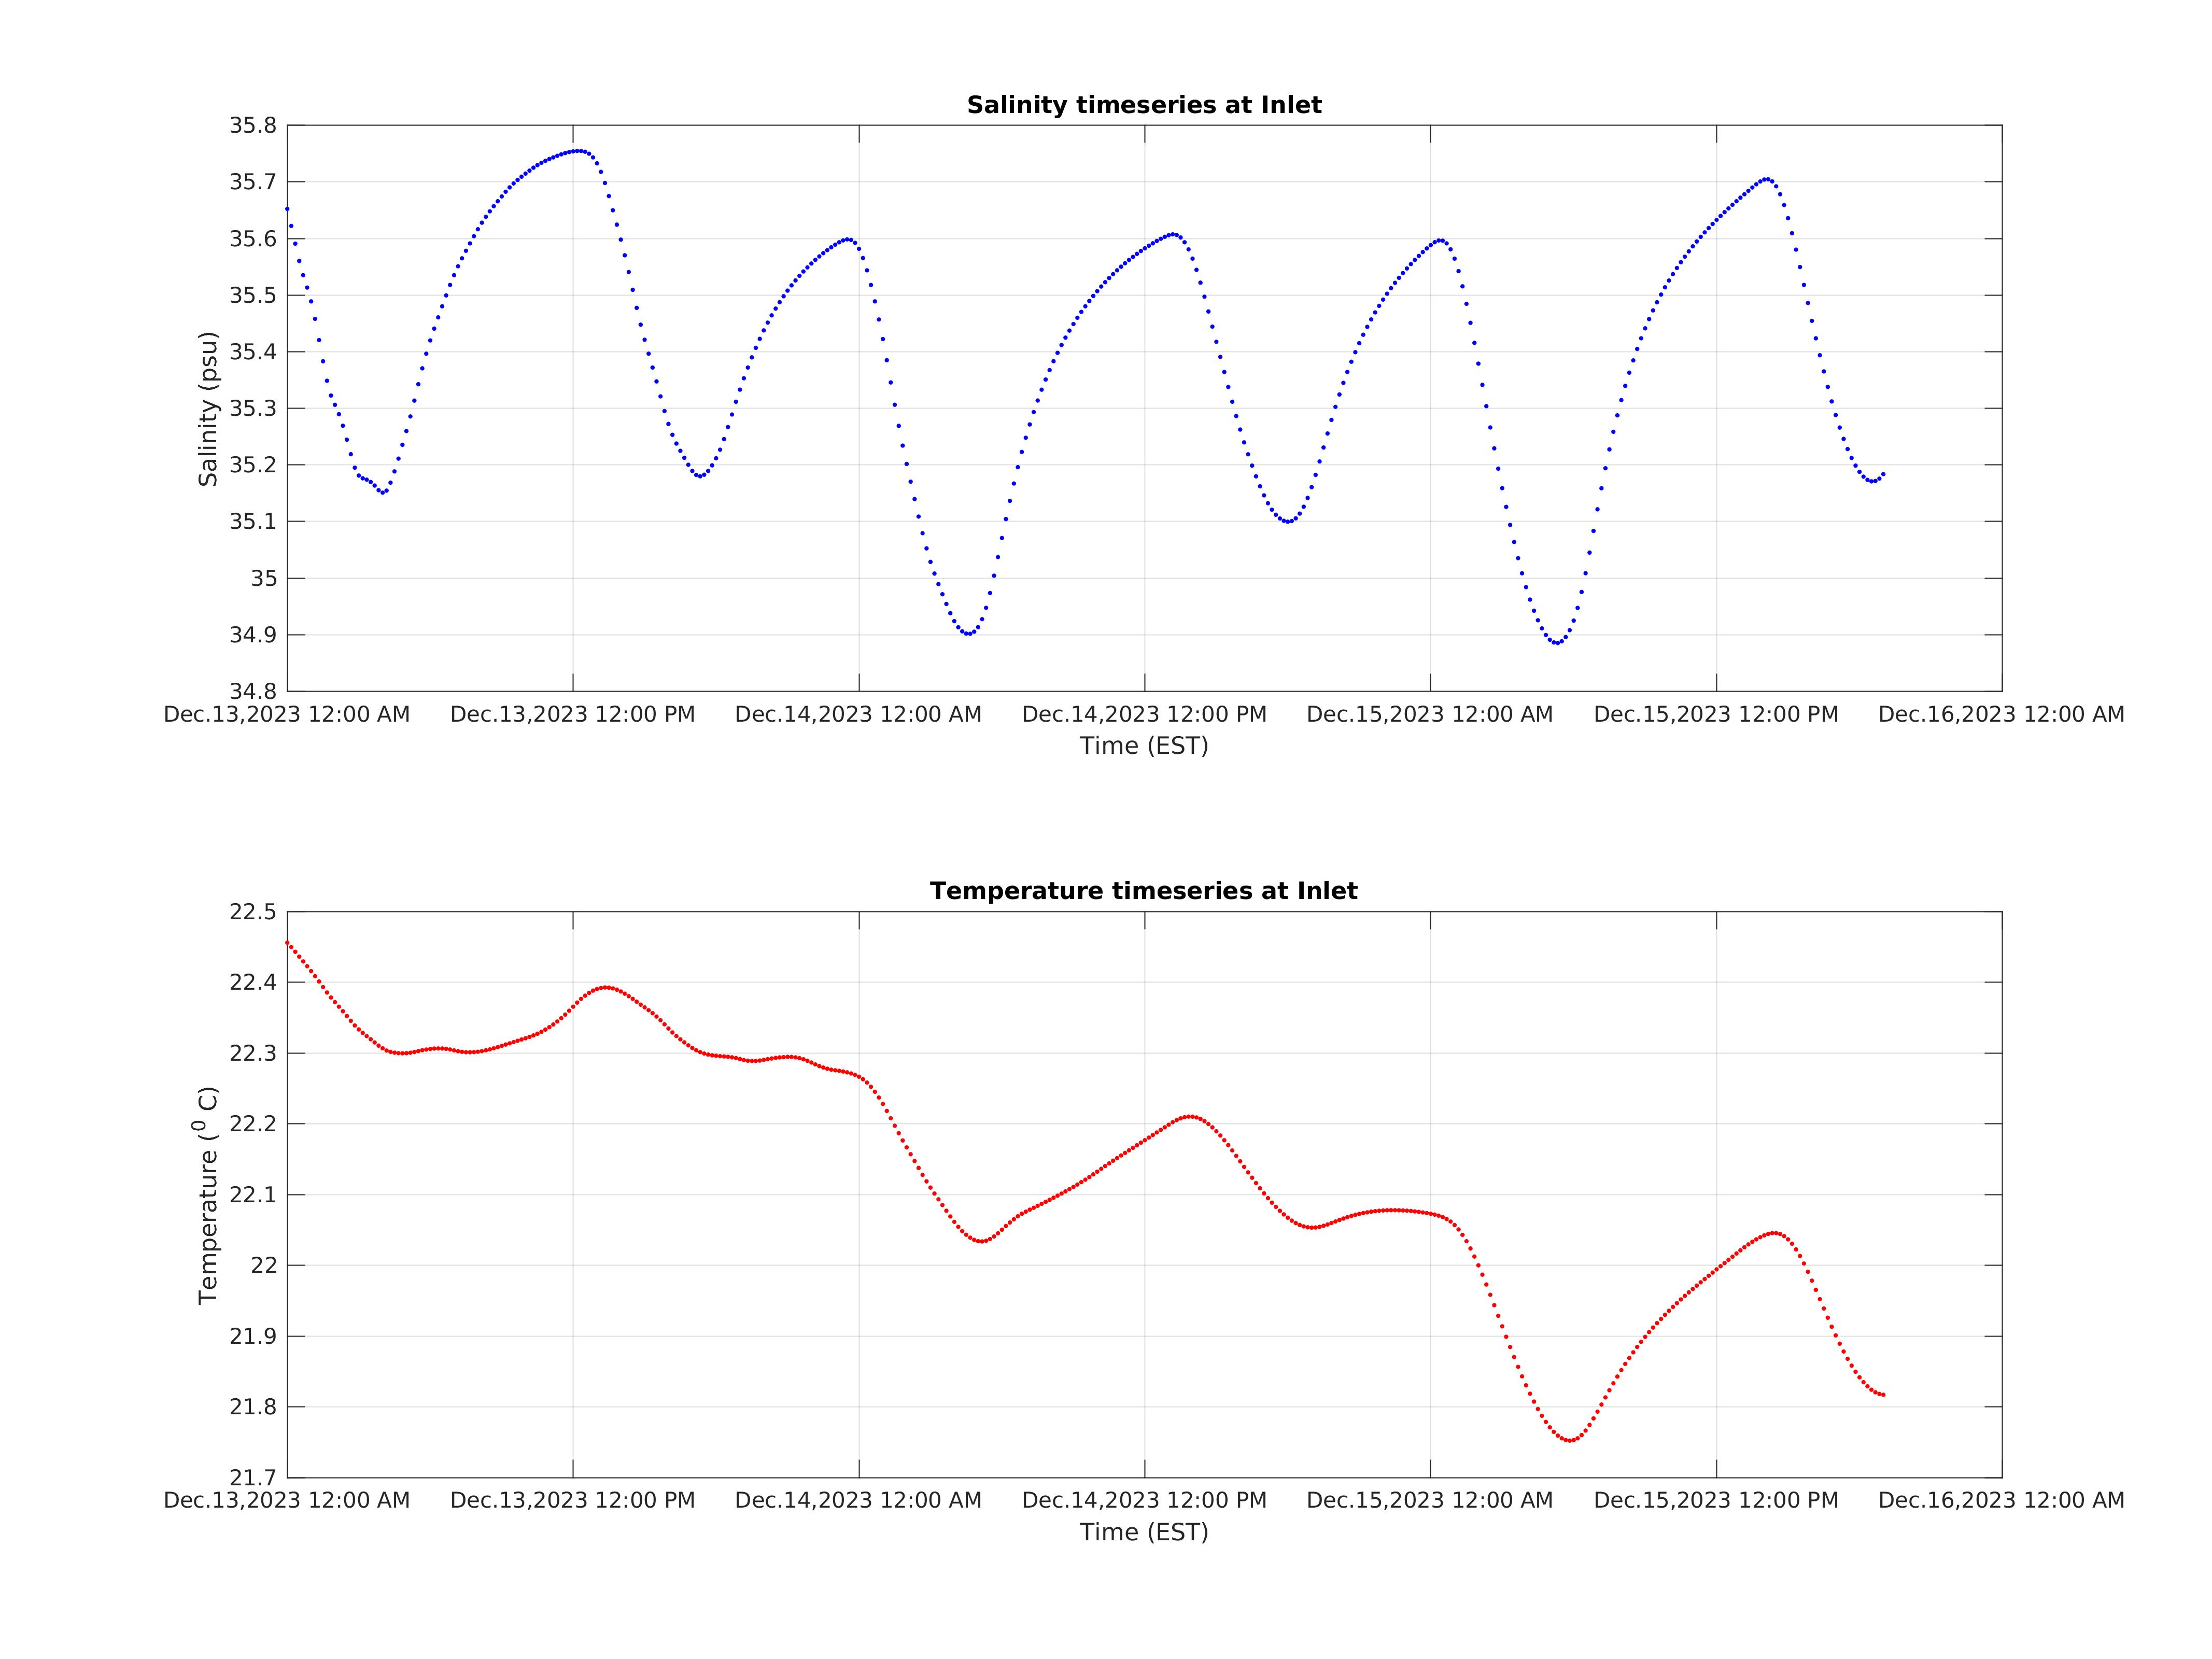 Salinity timeseries at Inlet
35.8
35.7
35.6
35.5
35.4
35.3
35.2
35.1
35
34.9
34.8
Salinity (psu)
Dec.13,2023 12:00 AM Dec.13,2023 12:00 PM Dec.14,2023 12:00 AM Dec.14,2023 12:00 PM Dec.15,2023 12:00 AM Dec.15,2023 12:00 PM Dec.16,2023 12:00 AM
Time (EST)
Temperature timeseries at Inlet
22.5
22.4
22.3
22.2
22.1
22
21.9
21.8
21.7
Temperature (⁰ C)
Dec.13,2023 12:00 AM Dec.13,2023 12:00 PM Dec.14,2023 12:00 AM Dec.14,2023 12:00 PM Dec.15,2023 12:00 AM Dec.15,2023 12:00 PM Dec.16,2023 12:00 AM
Time (EST)